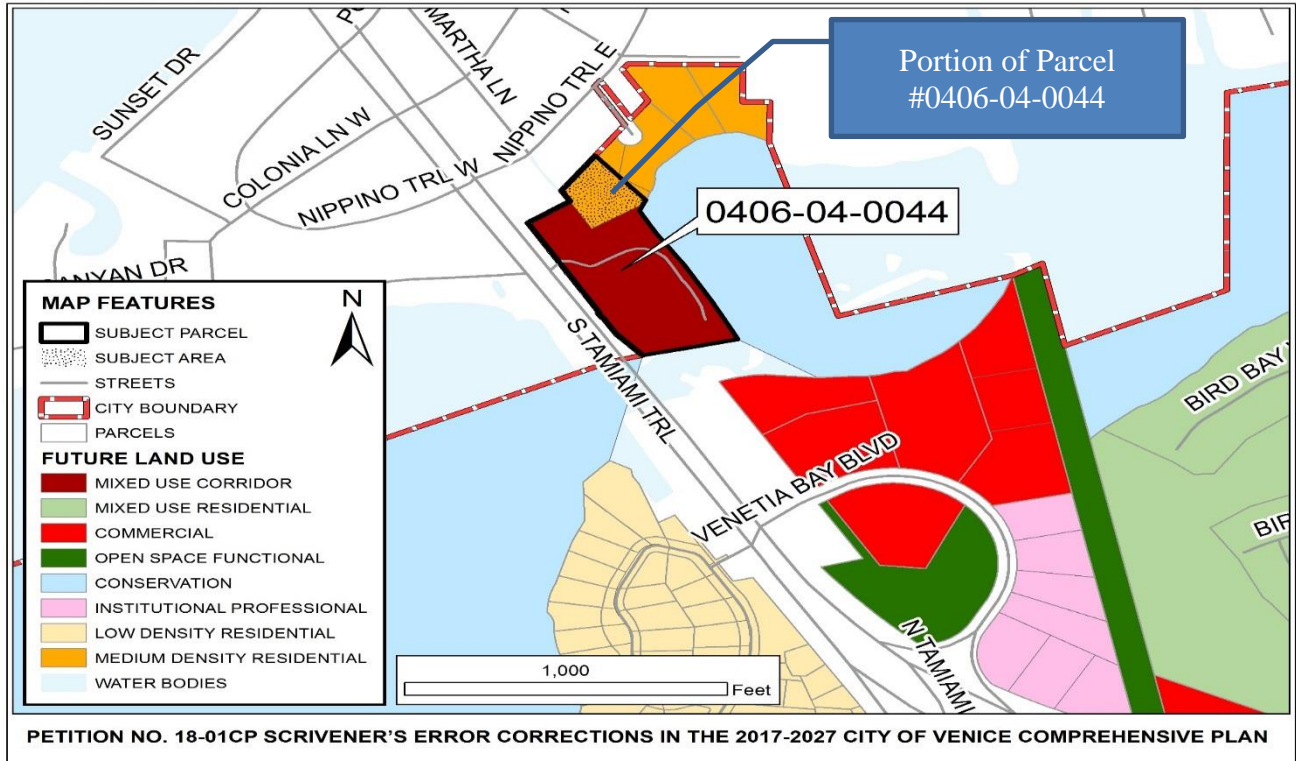 SUNSET DR
MARTHA LN
NIPPINO TRL E
COLONIA LN W
NIPPINO TRL W
Portion of Parcel
#0406-04-0044
0406-04-0044
S TAMIAMI TRL
VENETIA BAY BLVD
N TAMIAMI
BIRD BAY
MAP FEATURES
N
SUBJECT PARCEL
SUBJECT AREA
STREETS
CITY BOUNDARY
PARCELS
FUTURE LAND USE
MIXED USE CORRIDOR
MIXED USE RESIDENTIAL
COMMERCIAL
OPEN SPACE FUNCTIONAL
CONSERVATION
INSTITUTIONAL PROFESSIONAL
LOW DENSITY RESIDENTIAL
MEDIUM DENSITY RESIDENTIAL
WATER BODIES
1,000
Feet
PETITION NO. 18-01CP SCRIVENER'S ERROR CORRECTIONS IN THE 2017-2027 CITY OF VENICE COMPREHENSIVE PLAN